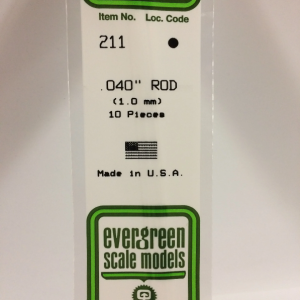 Item No. Loc. Code
211
.040" ROD
(1.0 mm)
10 Pieces
Made in U.S.A.
evergreen
scale models